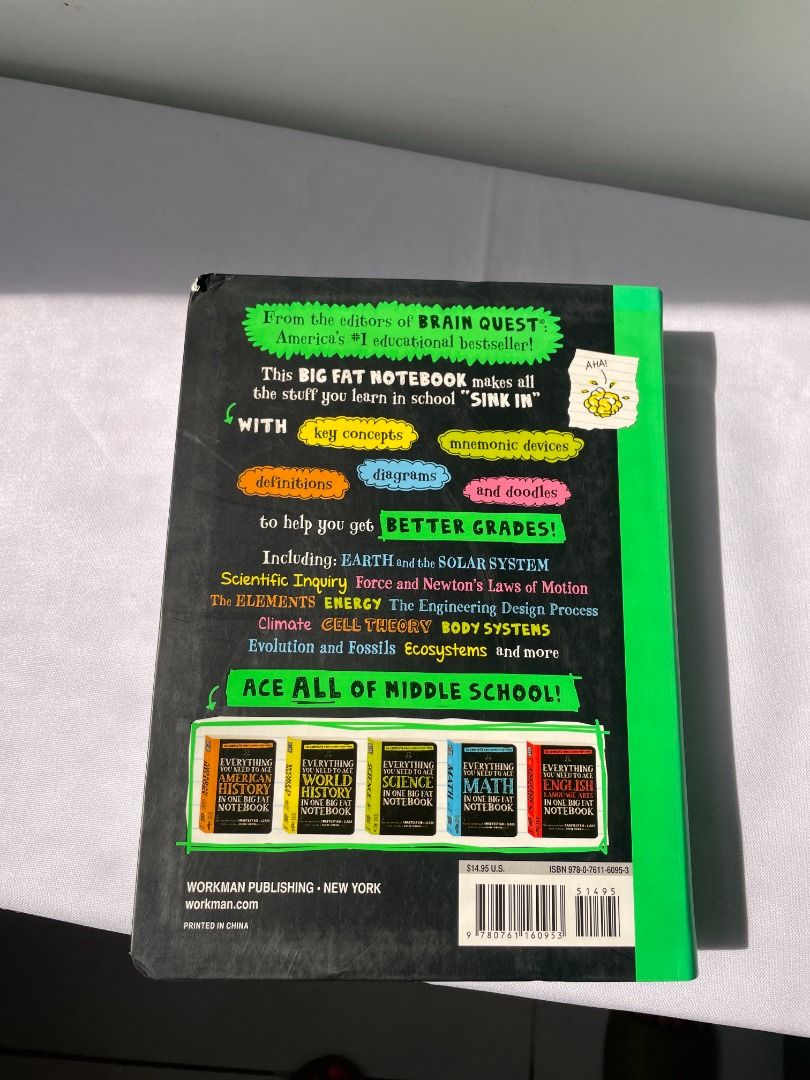 From the editors of BRAIN QUEST®:
America's #1 educational bestseller!
AHA!
This BIG FAT NOTEBOOK makes all
the stuff you learn in school "SINK IN"
WITH key concepts mnemonic devices
definitions diagrams and doodles
to help you get BETTER GRADES!
Including: EARTH and the SOLAR SYSTEM
Scientific Inquiry Force and Newton's Laws of Motion
The ELEMENTS ENERGY The Engineering Design Process
Climate CELL THEORY BODY SYSTEMS
Evolution and Fossils Ecosystems and more
ACE ALL OF MIDDLE SCHOOL!
EVERYTHING
YOU NEED TO ACE
AMERICAN
HISTORY
IN ONE BIG FAT
NOTEBOOK
EVERYTHING
YOU NEED TO ACE
WORLD
HISTORY
IN ONE BIG FAT
NOTEBOOK
SCIENCE
EVERYTHING
YOU NEED TO ACE
SCIENCE
IN ONE BIG FAT
NOTEBOOK
MATH
EVERYTHING
YOU NEED TO ACE
MATH
IN ONE BIG FAT
NOTEBOOK
EVERYTHING
YOU NEED TO ACE
ENGLISH
LANGUAGE ARTS
IN ONE BIG FAT
NOTEBOOK
WORKMAN PUBLISHING • NEW YORK
workman.com
PRINTED IN CHINA
$14.95 U.S. ISBN 978-0-7611-6095-3
51495
9 780761 160953